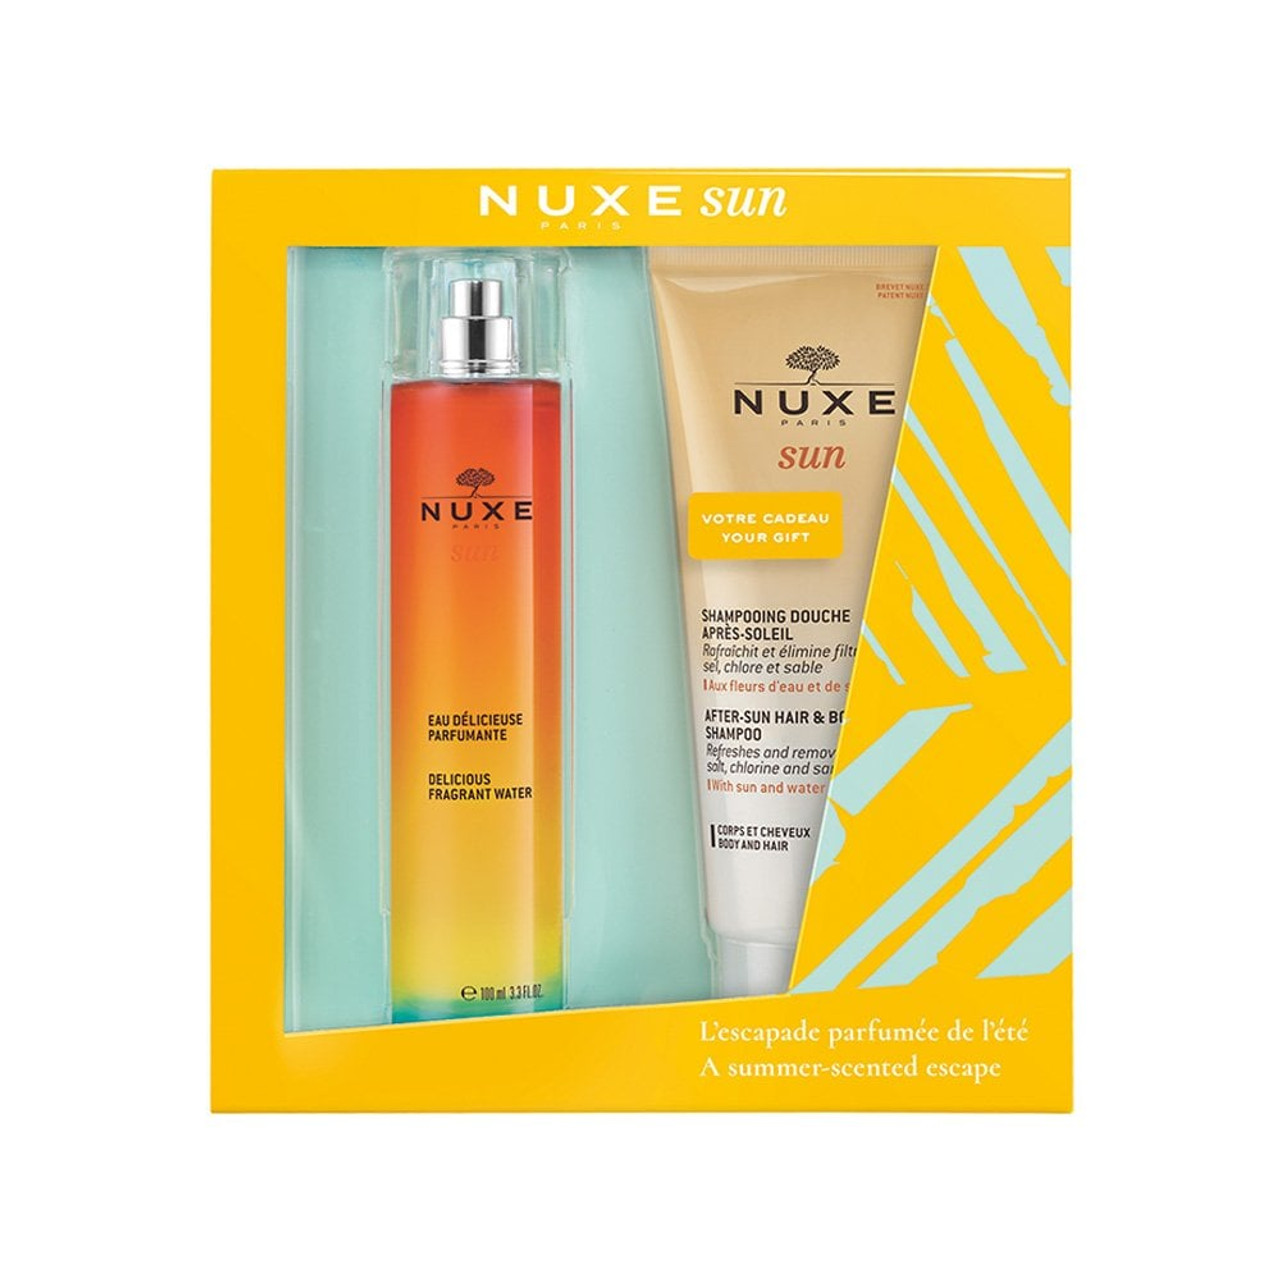 NUXE sun
PARIS
NUXE
PARIS
sun
EAU DÉLICIEUSE
PARFUMANTE
DELICIOUS
FRAGRANT WATER
e 100 ml 3.3 FL.OZ.
BREVET NUXE
PATENT NUXE
NUXE
PARIS
sun
VOTRE CADEAU
YOUR GIFT
SHAMPOOING DOUCHE
APRÈS-SOLEIL
Rafraîchit et élimine
sel, chlore et sable
Aux fleurs d'eau et de
AFTER-SUN HAIR &
SHAMPOO
Refreshes and
salt, chlorine and
With sun and water
CORPS ET CHEVEUX
BODY AND HAIR
L'escapade parfumée de l'été
A summer-scented escape